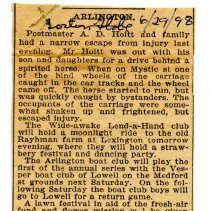 ARLINGTON.
Boston Globe 6/29/98
Postmaster A. D. Hoitt and family
had a narrow escape from injury last
evening. Mr Hoitt was out with his
son and daughters for a drive behind a
spirited horse. When on Mystic st one
of the hind wheels of the carriage
caught in the car tracks and the wheel
came off. The horse started to run, but
was quickly caught by bystanders. The
occupants of the carriage were some-
what shaken up and frightened, but
escaped injury.
The Wide-awake Lend-a-Hand club
will hold a moonlight ride to the old
Rayhman farm at Lexington tomorrow
evening, where they will hold a straw-
berry festival and dancing party.
The Arlington boat club will play the
first of the annual series with the Ves-
per boat club of Lowell on the Medford
st grounds next Saturday. On the fol-
lowing Saturday the boat club boys will
go to Lowell for a return game.
A lawn festival in aid of the fresh-air
fund and